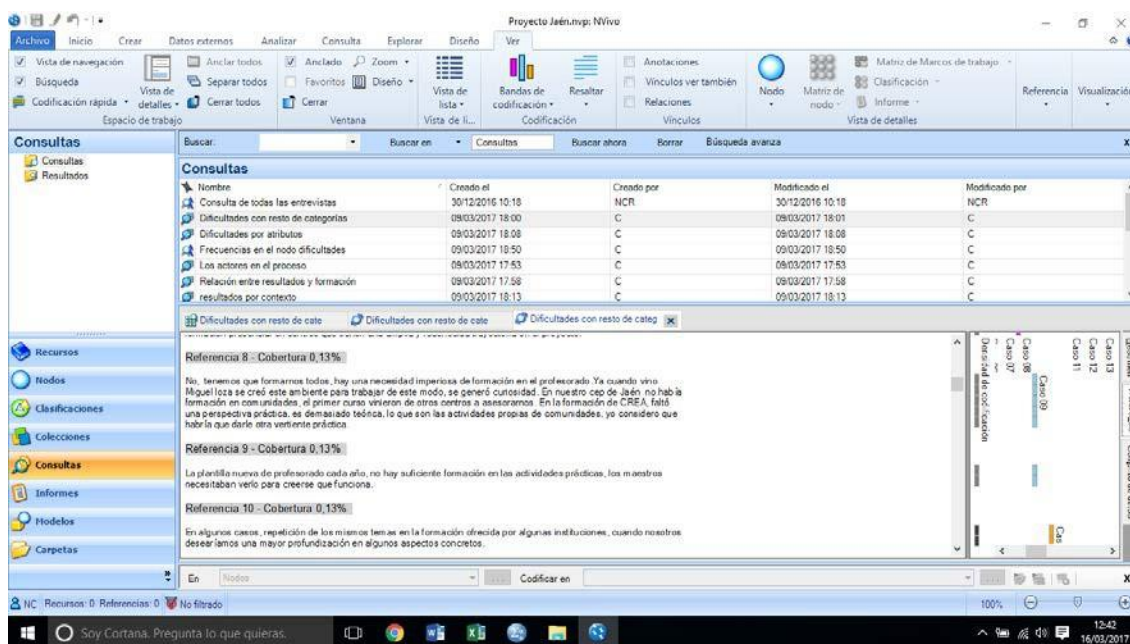 Proyecto Jaén.nvp: NVivo
Archivo Inicio Crear Datos externos Analizar Consulta Explorar Diseño Ver
Vista de navegación Anclar todos Anclado Zoom Anotaciones Matriz de Marcos de trabajo
Búsqueda Separar todos Favoritos Diseño Vínculos ver también Clasificación
Codificación rápida Vista de detalles Cerrar todos Cerrar Vista de lista Bandas de codificación Resaltar Relaciones Nodo Matriz de nodo Informe Referencia Visualización
Espacio de trabajo Ventana Vista de li... Codificación Vínculos Vista de detalles
Consultas Buscar: Buscar en Consultas Buscar ahora Borrar Búsqueda avanza x
Consultas
Resultados
Consultas
Nombre Creado el Creado por Modificado el Modificado por
Consulta de todas las entrevistas 30/12/2016 10:18 NCR 30/12/2016 10:18 NCR
Dificultades con resto de categorías 09/03/2017 18:00 C 09/03/2017 18:01 C
Dificultades por atributos 09/03/2017 18:08 C 09/03/2017 18:08 C
Frecuencias en el nodo dificultades 09/03/2017 18:50 C 09/03/2017 18:50 C
Los actores en el proceso 09/03/2017 17:53 C 09/03/2017 17:53 C
Relación entre resultados y formación 09/03/2017 17:58 C 09/03/2017 17:58 C
resultados por contexto 09/03/2017 18:13 C 09/03/2017 18:13 C
Dificultades con resto de cate Dificultades con resto de cate Dificultades con resto de categ
Referencia 8 - Cobertura 0,13%
No, tenemos que formarnos todos, hay una necesidad imperiosa de formación en el profesorado. Ya cuando vino
Miguel loza se creó este ambiente para trabajar de este modo, se generó curiosidad. En nuestro cep de Jaén no había
formación en comunidades, el primer curso vinieron de otros centros a asesorarnos. En la formación de CREA, faltó
una perspectiva práctica, es demasiado teórica, lo que son las actividades propias de comunidades, yo considero que
habría que darle otra vertiente práctica.
Referencia 9 - Cobertura 0,13%
La plantilla nueva de profesorado cada año, no hay suficiente formación en las actividades prácticas, los maestros
necesitaban verlo para creerse que funciona.
Referencia 10 - Cobertura 0,13%
En algunos casos, repetición de los mismos temas en la formación ofrecida por algunas instituciones, cuando nosotros
desearíamos una mayor profundización en algunos aspectos concretos.
Densidad de codificación
Caso 07
Caso 08
Caso 09
Caso 11
Caso 12
Caso 13
Cas
Recursos
Nodos
Clasificaciones
Colecciones
Consultas
Informes
Modelos
Carpetas
En Nodos Codificar en x
NC Recursos: 0 Referencias: 0 No filtrado 100%
Soy Cortana. Pregunta lo que quieras. 12:42
16/03/2017